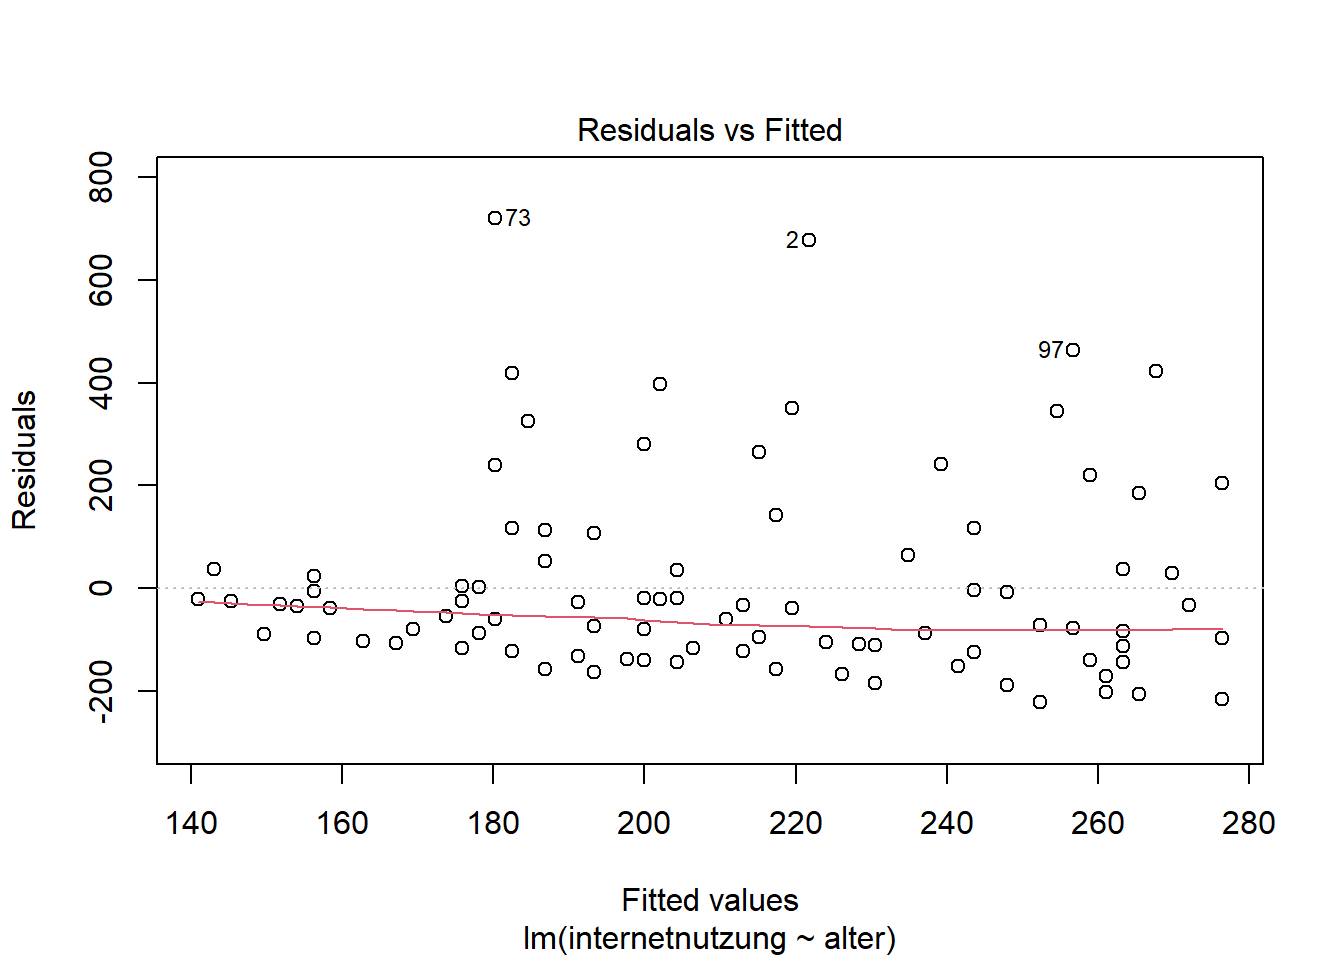 Residuals vs Fitted
Residuals
800
600
400
200
0
-200
73
2
97
140 160 180 200 220 240 260 280
Fitted values
lm(internetnutzung ~ alter)